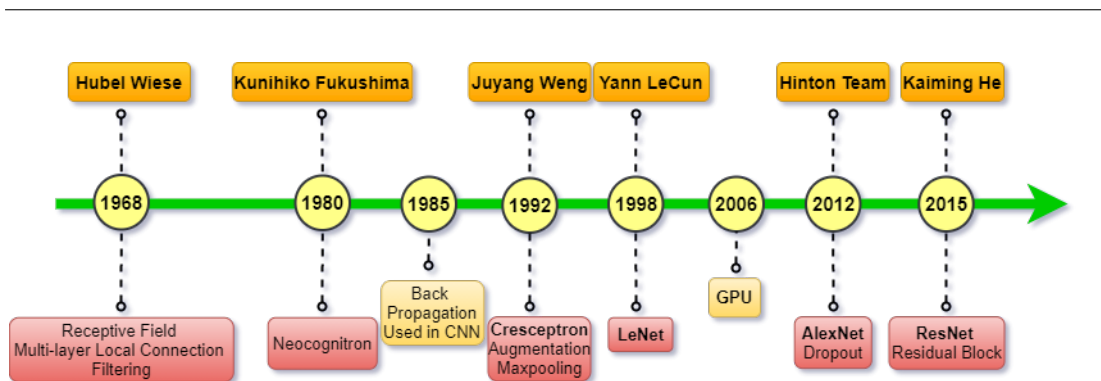 Hubel Wiese
Kunihiko Fukushima
Juyang Weng
Yann LeCun
Hinton Team
Kaiming He
1968
1980
1985
1992
1998
2006
2012
2015
Receptive Field
Multi-layer Local Connection
Filtering
Neocognitron
Back
Propagation
Used in CNN
Cresceptron
Augmentation
Maxpooling
LeNet
GPU
AlexNet
Dropout
ResNet
Residual Block